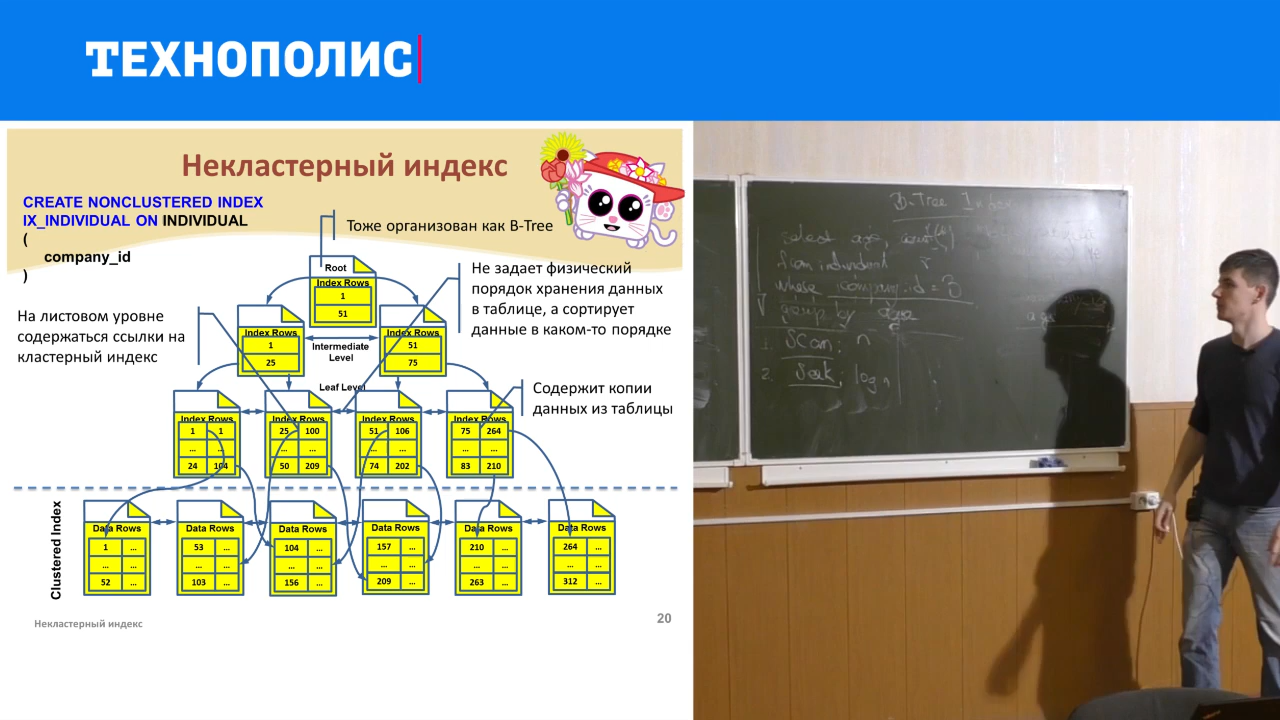 ТЕХНОПОЛИС
Некластерный индекс
CREATE NONCLUSTERED INDEX
IX_INDIVIDUAL ON INDIVIDUAL
(
company_id
)
Тоже организован как B-Tree
Не задает физический
порядок хранения данных
в таблице, а сортирует
данные в каком-то порядке
На листовом уровне
содержаться ссылки на
кластерный индекс
Содержит копии
данных из таблицы
Root
Index Rows
1
51
Index Rows
1
25
Intermediate
Level
Index Rows
51
75
Leaf Level
Index Rows
1 1
... ...
24 104
Index Rows
25 100
... ...
50 209
Index Rows
51 106
... ...
74 202
Index Rows
75 264
... ...
83 210
Clustered Index
Data Rows
1 ...
... ...
52 ...
Data Rows
53 ...
... ...
103 ...
Data Rows
104 ...
... ...
156 ...
Data Rows
157 ...
... ...
209 ...
Data Rows
210 ...
... ...
263 ...
Data Rows
264 ...
... ...
312 ...
Некластерный индекс
20
B-Tree Index
select age,
from individual
where company_id = 3
group by age
1. Scan: n
2. Seek: log n
age